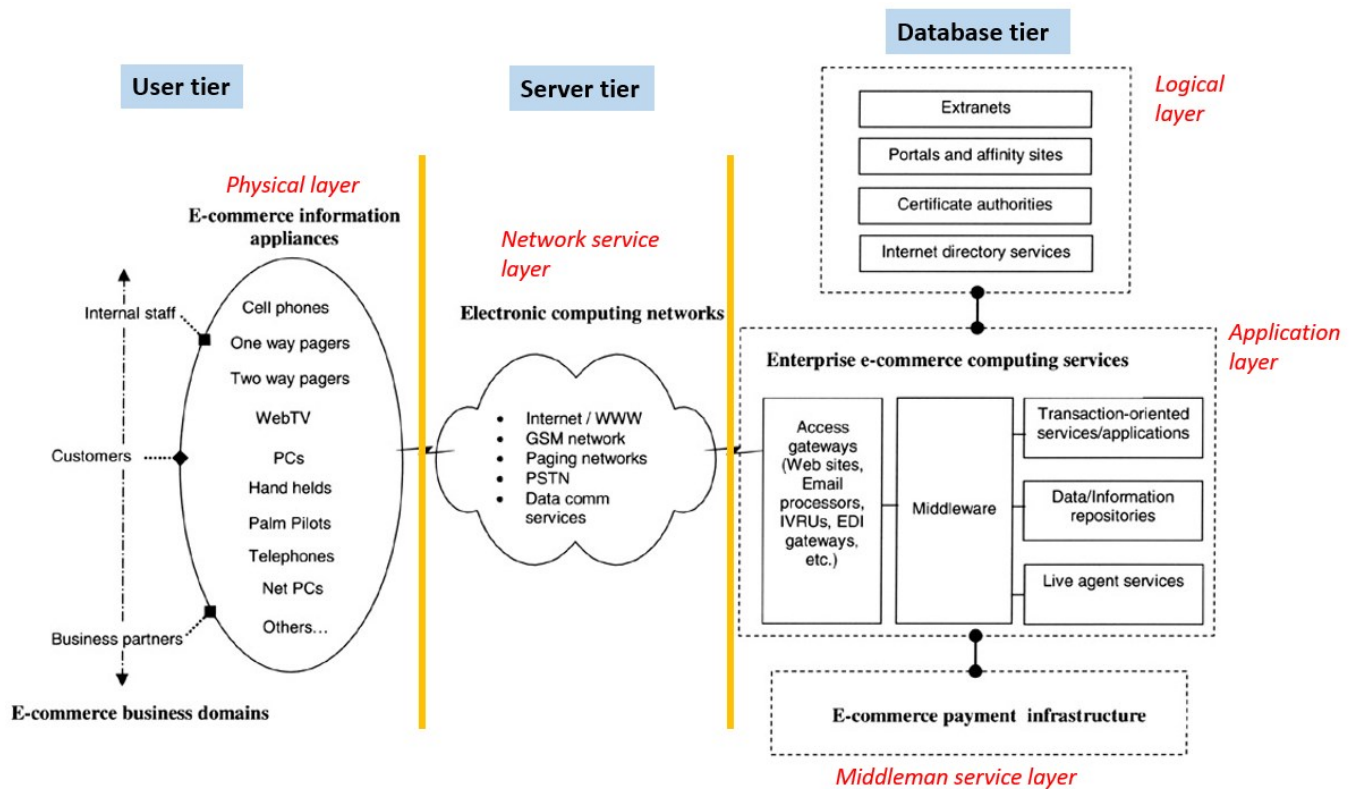 Database tier
User tier
Server tier
Logical
layer
Extranets
Portals and affinity sites
Certificate authorities
Internet directory services
Physical layer
E-commerce information
appliances
Internal staff
Customers
Business partners
E-commerce business domains
Cell phones
One way pagers
Two way pagers
WebTV
PCs
Hand helds
Palm Pilots
Telephones
Net PCs
Others...
Network service
layer
Electronic computing networks
• Internet / WWW
• GSM network
• Paging networks
• PSTN
• Data comm
services
Application
layer
Enterprise e-commerce computing services
Access
gateways
(Web sites,
Email
processors,
IVRUs, EDI
gateways,
etc.)
Middleware
Transaction-oriented
services/applications
Data/Information
repositories
Live agent services
E-commerce payment infrastructure
Middleman service layer